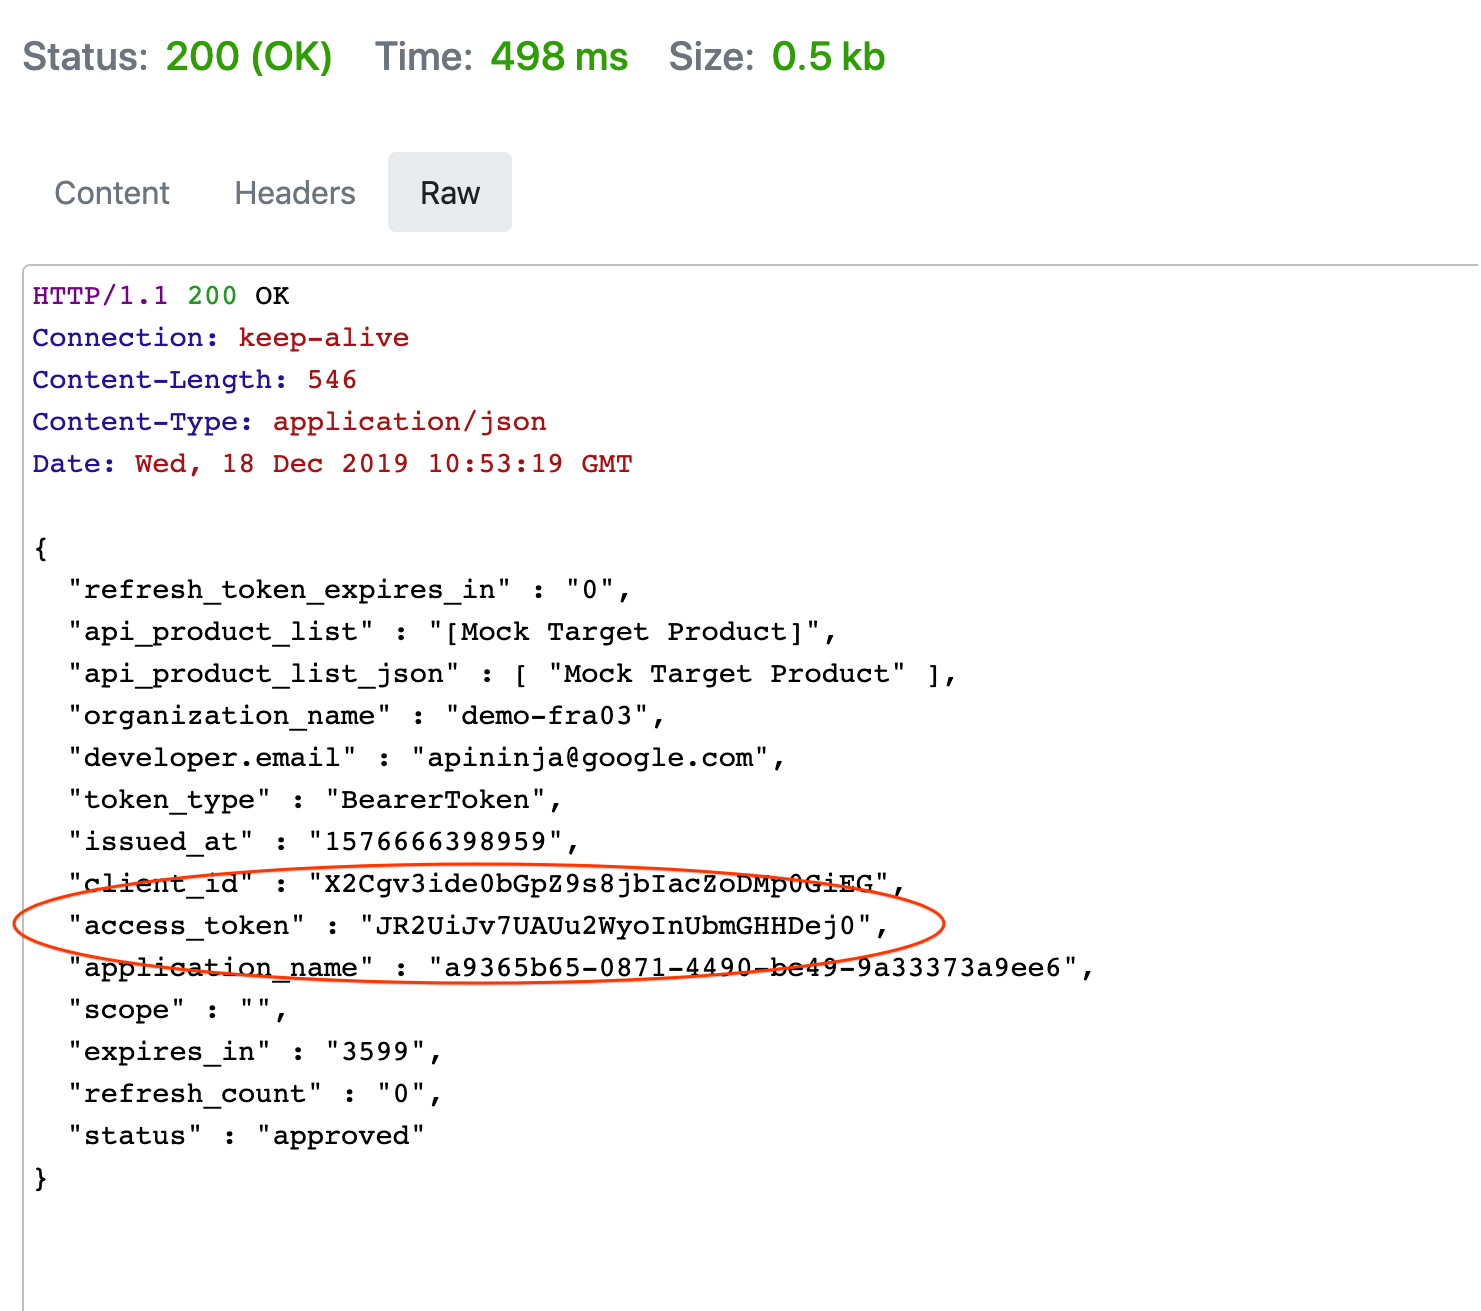 Status: 200 (OK) Time: 498 ms Size: 0.5 kb
Content Headers Raw
HTTP/1.1 200 OK
Connection: keep-alive
Content-Length: 546
Content-Type: application/json
Date: Wed, 18 Dec 2019 10:53:19 GMT
{
"refresh_token_expires_in" : "0",
"api_product_list" : "[Mock Target Product]",
"api_product_list_json" : [ "Mock Target Product" ],
"organization_name" : "demo-fra03",
"developer.email" : "apininja@google.com",
"token_type" : "BearerToken",
"issued_at" : "1576666398959",
"client_id" : "X2Cgv3ide0bGpZ9s8jbIacZoDMp0GiEG",
"access_token" : "JR2UiJv7UAUu2WyoInUbmGHHDej0",
"application_name" : "a9365b65-0871-4490-be49-9a33373a9ee6",
"scope" : "",
"expires_in" : "3599",
"refresh_count" : "0",
"status" : "approved"
}